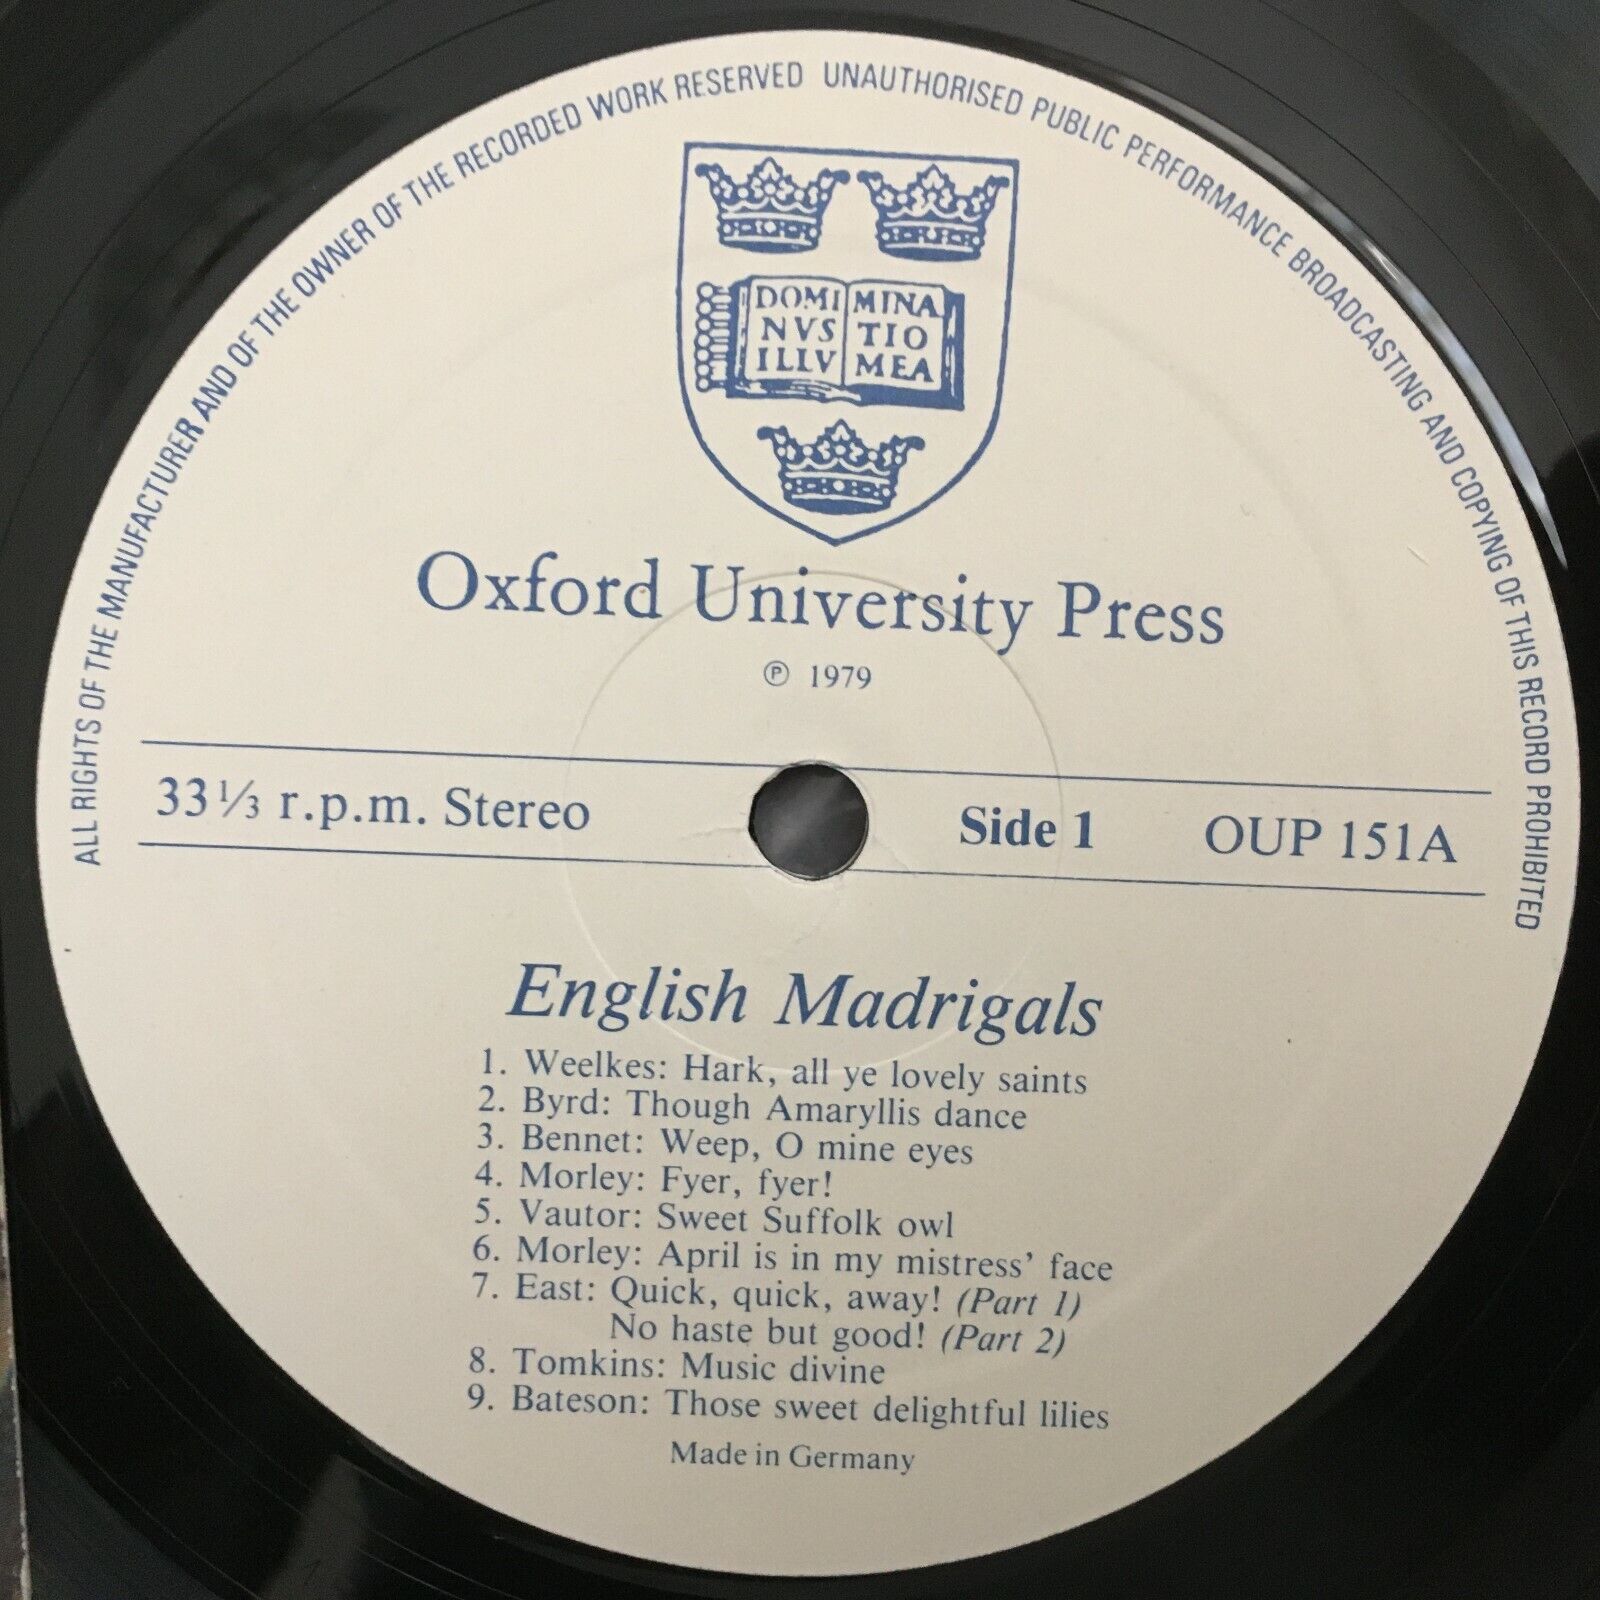 ALL RIGHTS OF THE MANUFACTURER AND OF THE OWNER OF THE RECORDED WORK RESERVED UNAUTHORISED PUBLIC PERFORMANCE BROADCASTING AND COPYING OF THIS RECORD PROHIBITED
DOMI MINA
NVS TIO
ILLV MEA
Oxford University Press
℗ 1979
33⅓ r.p.m. Stereo Side 1 OUP 151A
English Madrigals
1. Weelkes: Hark, all ye lovely saints
2. Byrd: Though Amaryllis dance
3. Bennet: Weep, O mine eyes
4. Morley: Fyer, fyer!
5. Vautor: Sweet Suffolk owl
6. Morley: April is in my mistress’ face
7. East: Quick, quick, away! (Part 1)
No haste but good! (Part 2)
8. Tomkins: Music divine
9. Bateson: Those sweet delightful lilies
Made in Germany